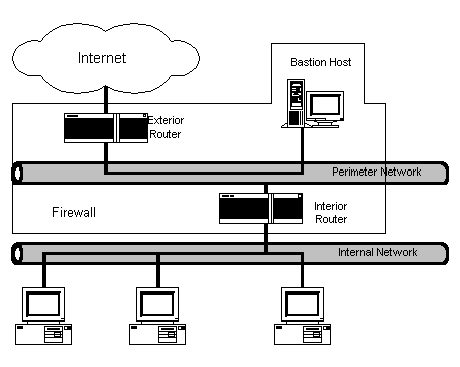 Internet
Bastion Host
Exterior
Router
Perimeter Network
Firewall
Interior
Router
Internal Network